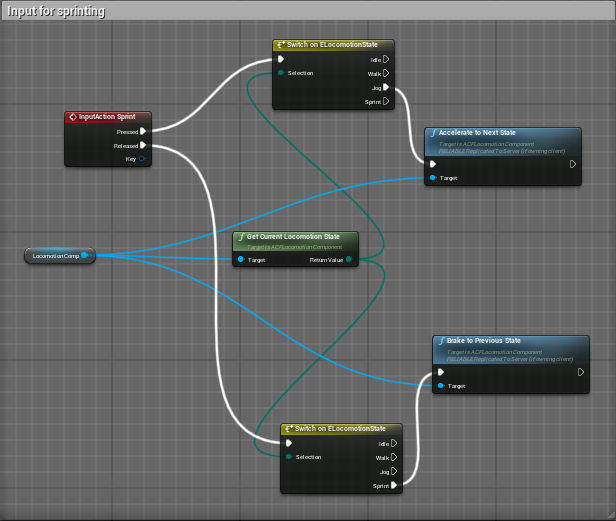 Input for sprinting
Switch on ELocomotionState
Idle
Selection
Walk
Jog
Sprint
InputAction Sprint
Pressed
Released
Key
Accelerate to Next State
Target is ACFLocomotion Component
RELIABLE Replicated To Server (if owning client)
Target
Get Current Locomotion State
Target is ACFLocomotion Component
Locomotion Comp
Target
Return Value
Brake to Previous State
Target is ACFLocomotion Component
RELIABLE Replicated To Server (if owning client)
Target
Switch on ELocomotionState
Idle
Selection
Walk
Jog
Sprint